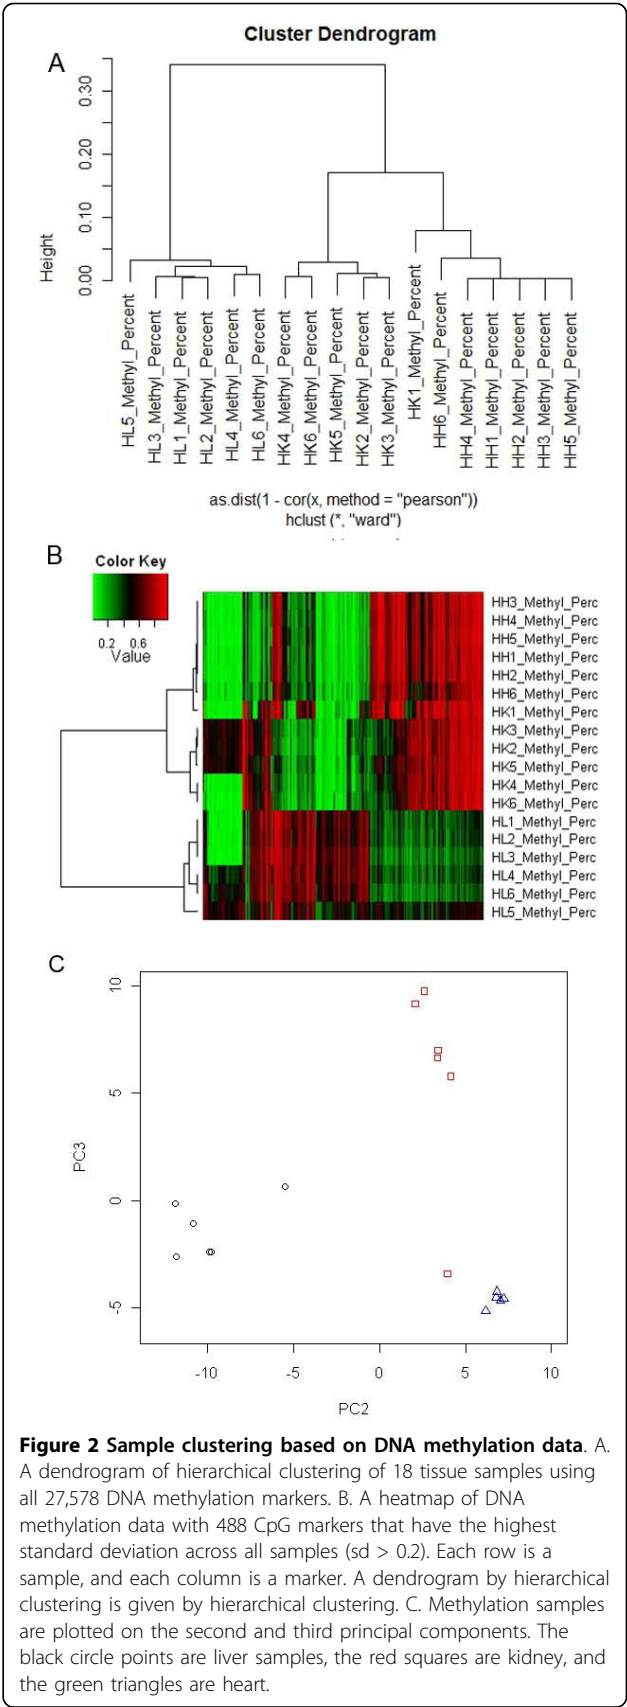 Cluster Dendrogram
A
Height
0.00
0.10
0.20
0.30
HL5_Methyl_Percent
HL3_Methyl_Percent
HL1_Methyl_Percent
HL2_Methyl_Percent
HL4_Methyl_Percent
HL6_Methyl_Percent
HK4_Methyl_Percent
HK6_Methyl_Percent
HK5_Methyl_Percent
HK2_Methyl_Percent
HK3_Methyl_Percent
HK1_Methyl_Percent
HH6_Methyl_Percent
HH4_Methyl_Percent
HH1_Methyl_Percent
HH2_Methyl_Percent
HH3_Methyl_Percent
HH5_Methyl_Percent
as.dist(1 - cor(x, method = "pearson"))
hclust (*, "ward")
B
Color Key
0.2 0.6
Value
HH3_Methyl_Perc
HH4_Methyl_Perc
HH5_Methyl_Perc
HH1_Methyl_Perc
HH2_Methyl_Perc
HH6_Methyl_Perc
HK1_Methyl_Perc
HK3_Methyl_Perc
HK2_Methyl_Perc
HK5_Methyl_Perc
HK4_Methyl_Perc
HK6_Methyl_Perc
HL1_Methyl_Perc
HL2_Methyl_Perc
HL3_Methyl_Perc
HL4_Methyl_Perc
HL6_Methyl_Perc
HL5_Methyl_Perc
C
PC3
10
5
0
-5
-10 -5 0 5 10
PC2
Figure 2 Sample clustering based on DNA methylation data. A.
A dendrogram of hierarchical clustering of 18 tissue samples using
all 27,578 DNA methylation markers. B. A heatmap of DNA
methylation data with 488 CpG markers that have the highest
standard deviation across all samples (sd > 0.2). Each row is a
sample, and each column is a marker. A dendrogram by hierarchical
clustering is given by hierarchical clustering. C. Methylation samples
are plotted on the second and third principal components. The
black circle points are liver samples, the red squares are kidney, and
the green triangles are heart.